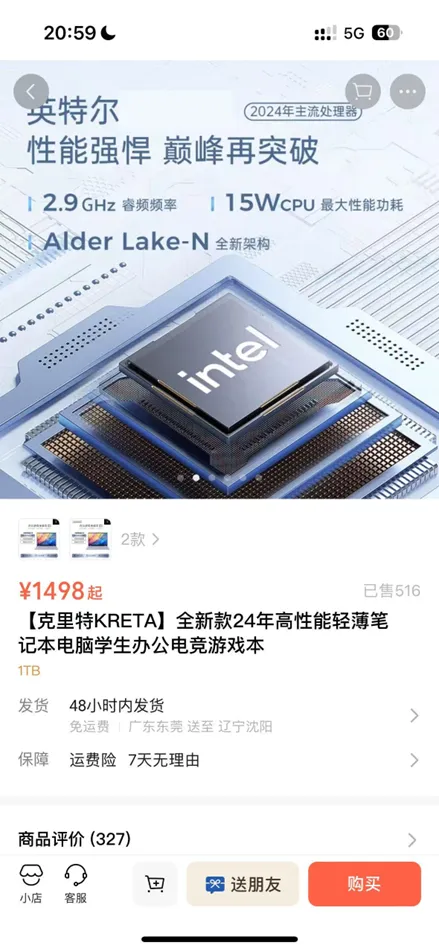 20:59
5G 60
英特尔
2024年主流处理器
性能强悍 巅峰再突破
2.9GHz 睿频频率
15WCPU 最大性能功耗
Alder Lake-N 全新架构
intel
2款
¥1498起
已售516
【克里特KRETA】全新款24年高性能轻薄笔
记本电脑学生办公电竞游戏本
1TB
发货 48小时内发货
免运费 广东东莞 送至 辽宁沈阳
保障 运费险 7天无理由
商品评价 (327)
小店
客服
送朋友
购买